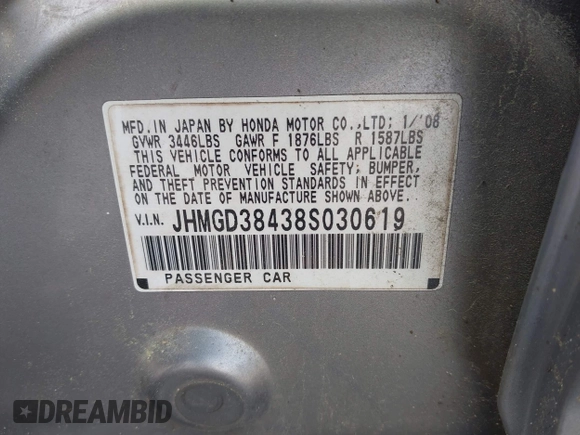 MFD. IN JAPAN BY HONDA MOTOR CO.,LTD; 1/'08
GVWR 3446LBS GAWR F 1876LBS R 1587LBS
THIS VEHICLE CONFORMS TO ALL APPLICABLE
FEDERAL MOTOR VEHICLE SAFETY; BUMPER,
AND THEFT PREVENTION STANDARDS IN EFFECT
ON THE DATE OF MANUFACTURE SHOWN ABOVE.
V.I.N. JHMGD38438S030619
PASSENGER CAR
DREAMBID